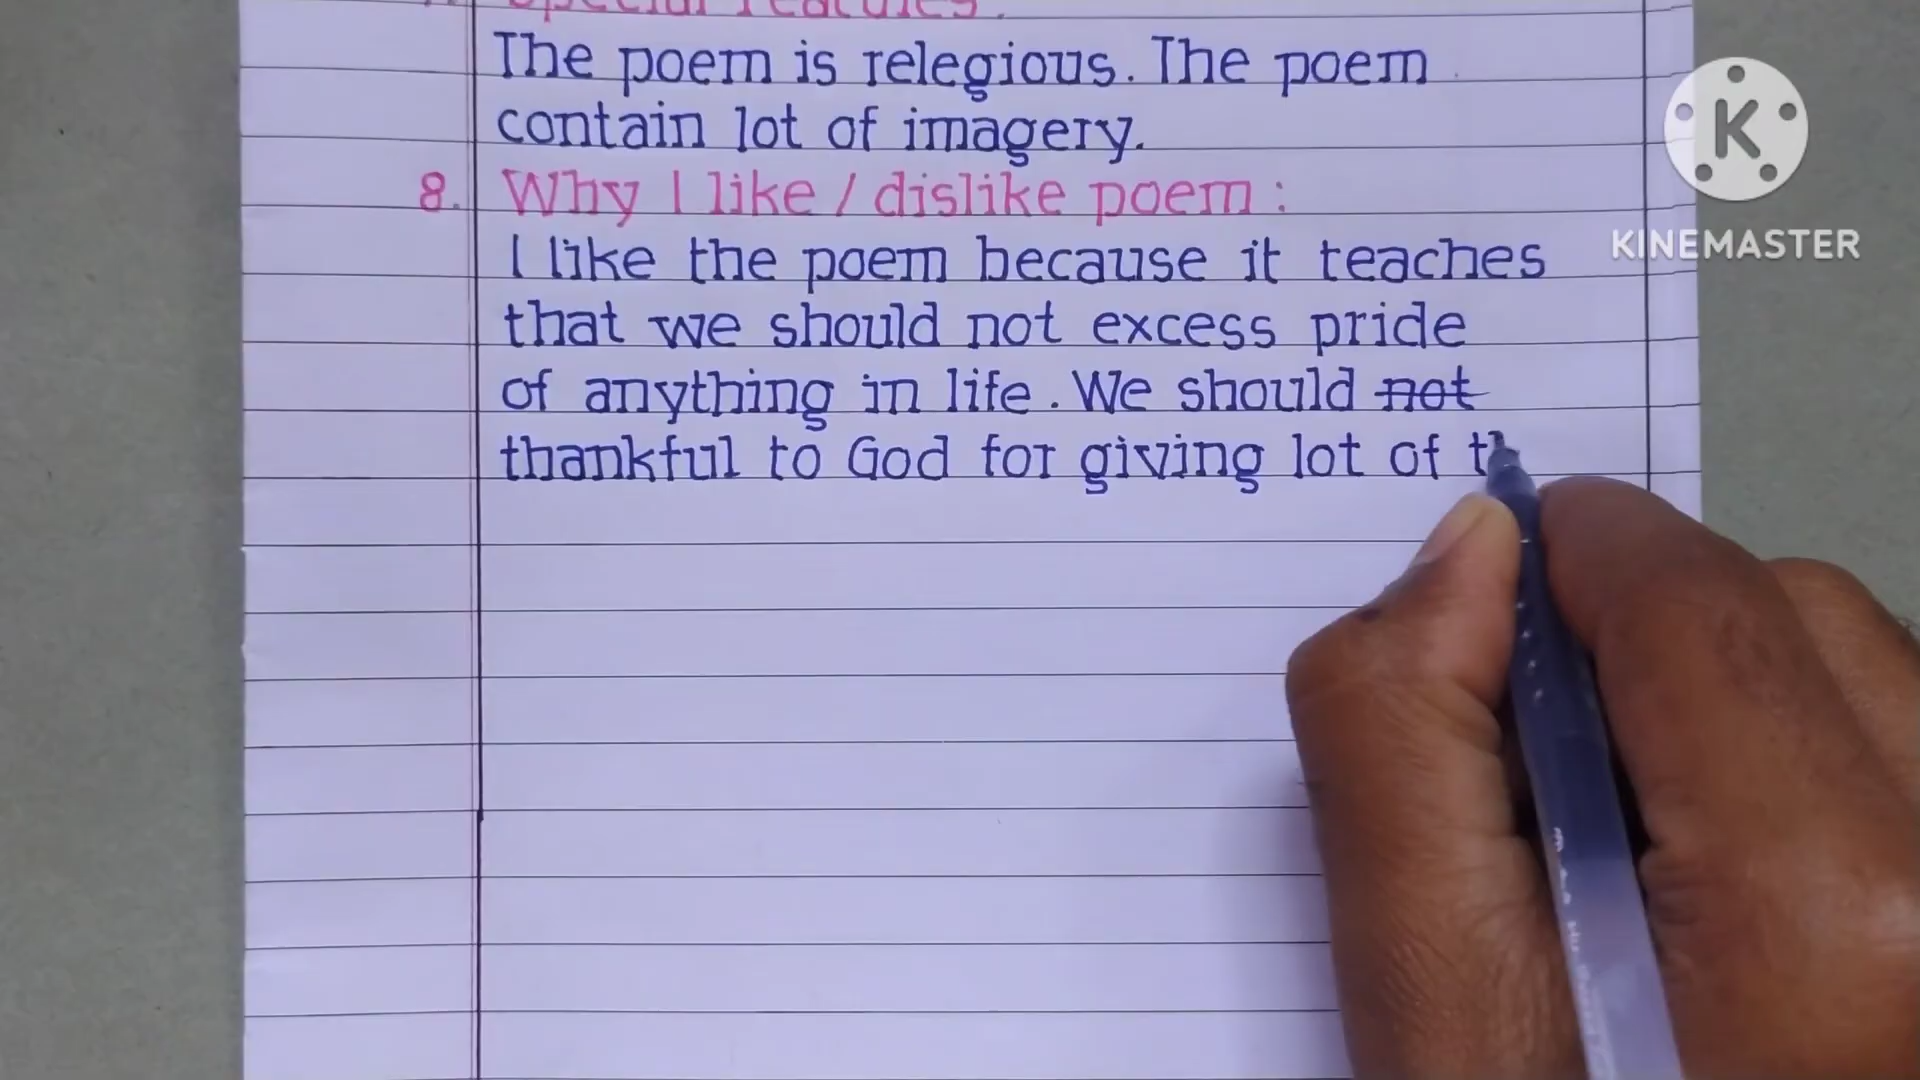 Special Features.
The poem is relegious. The poem
contain lot of imagery.
8. Why I like / dislike poem :
I like the poem because it teaches
that we should not excess pride
of anything in life. We should not
thankful to God for giving lot of
K
KINEMASTER